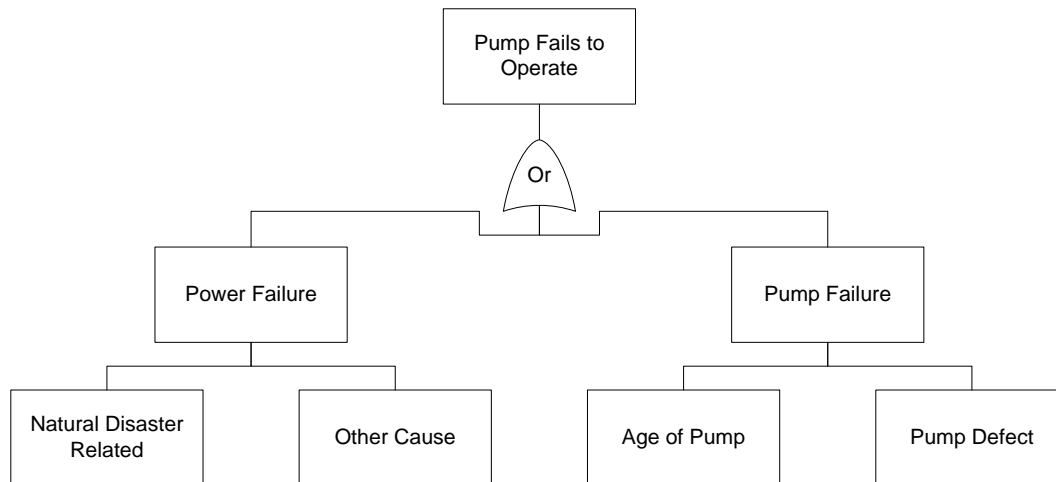 Pump Fails to
Operate
Or
Power Failure
Pump Failure
Natural Disaster
Related
Other Cause
Age of Pump
Pump Defect